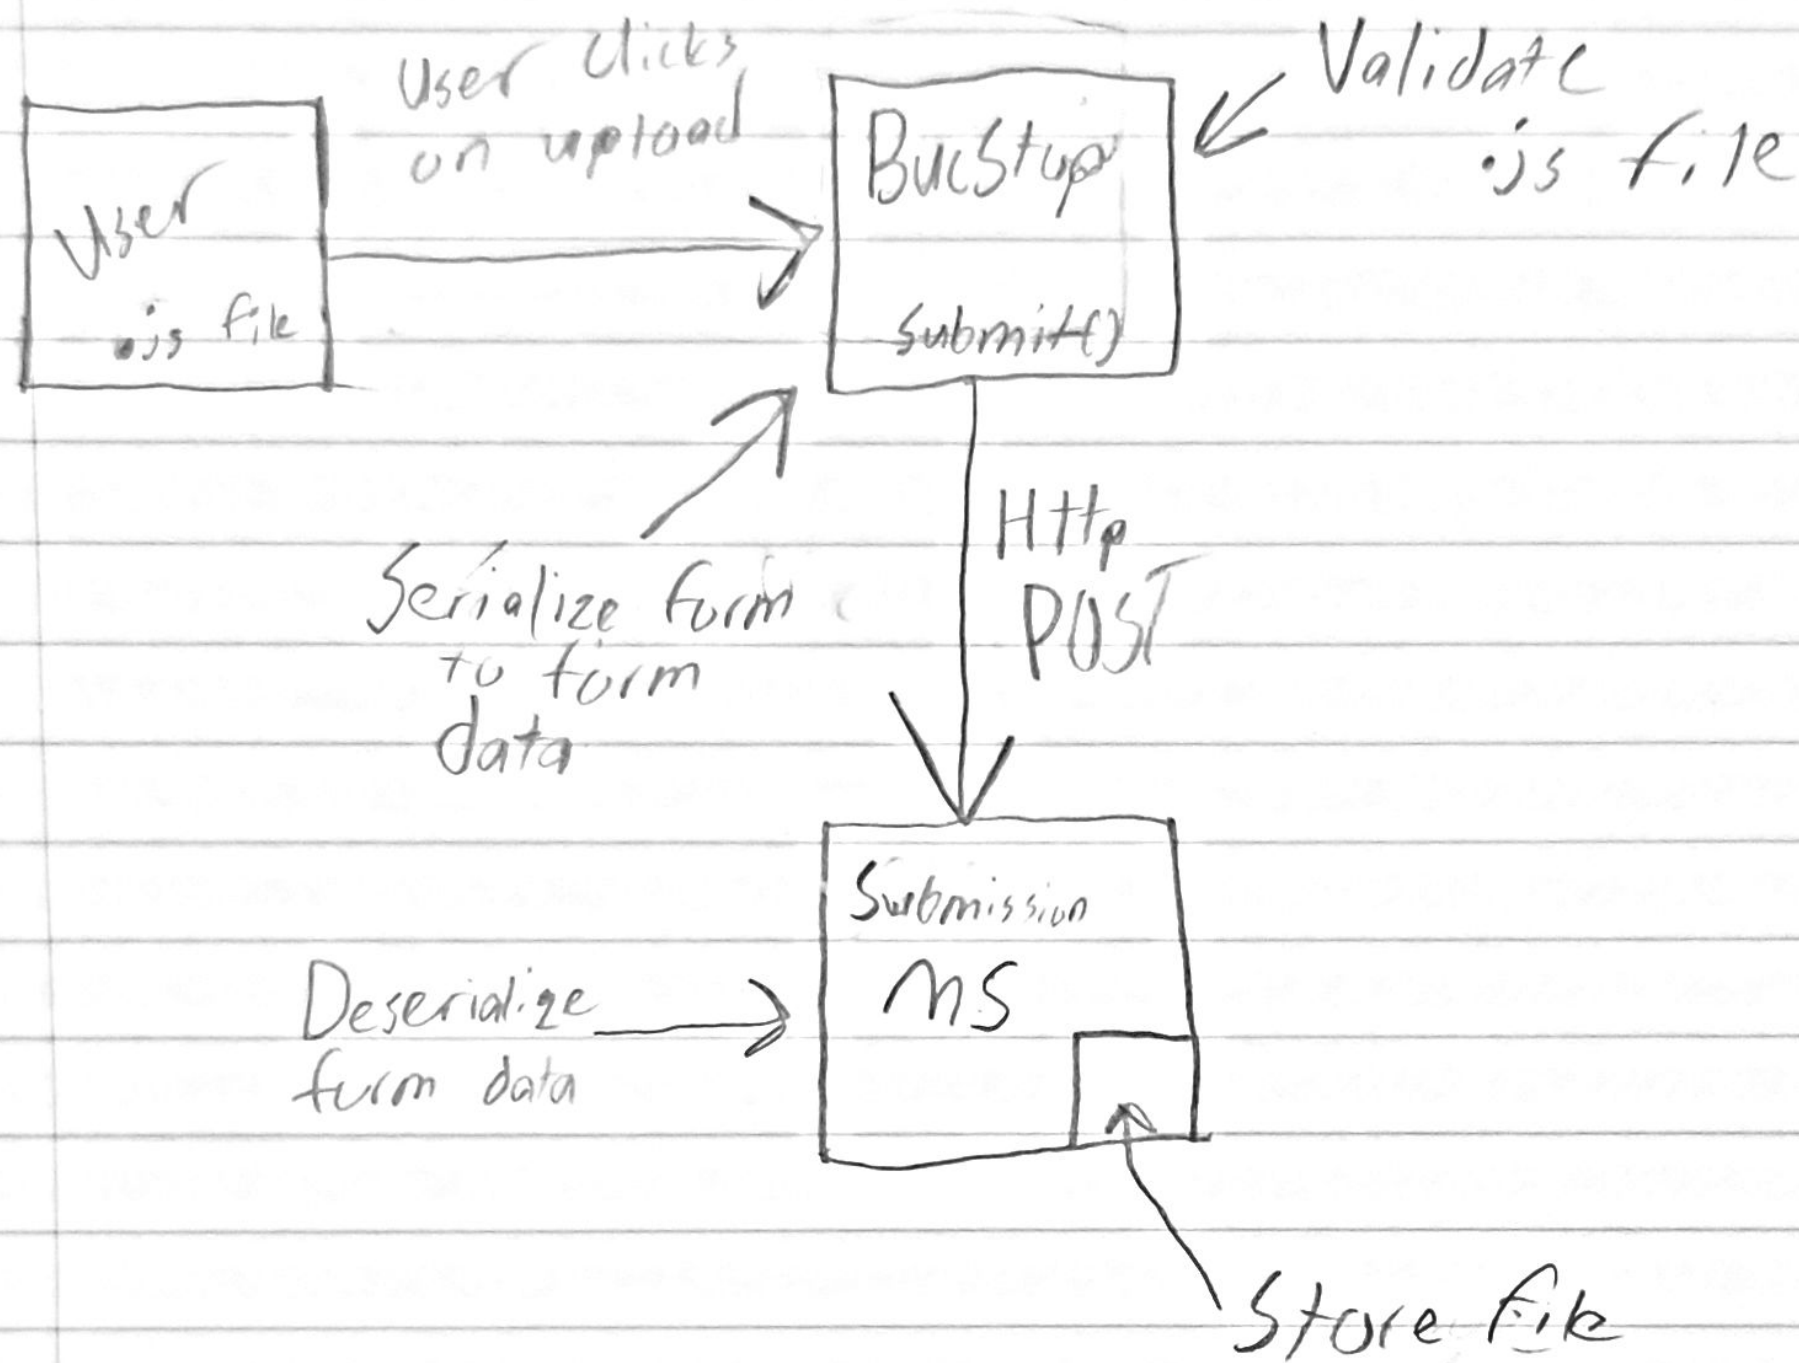 User clicks
on upload
Validate
.js file
User
.js file
BucStop
submit()
Http
POST
Serialize form
to form
data
Submission
MS
Deserialize
form data
Store file